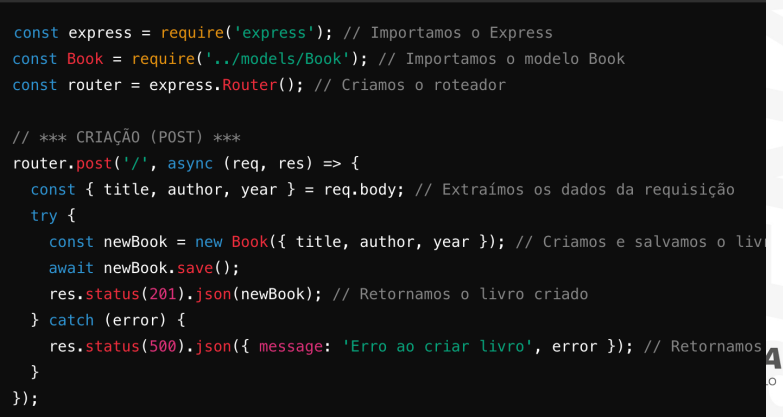 const express = require('express'); // Importamos o Express
const Book = require('../models/Book'); // Importamos o modelo Book
const router = express.Router(); // Criamos o roteador
// *** CRIAÇÃO (POST) ***
router.post('/', async (req, res) => {
const { title, author, year } = req.body; // Extraímos os dados da requisição
try {
const newBook = new Book({ title, author, year }); // Criamos e salvamos o
await newBook.save();
res.status(201).json(newBook); // Retornamos o livro criado
} catch (error) {
res.status(500).json({ message: 'Erro ao criar livro', error }); // Retornamos
}
});